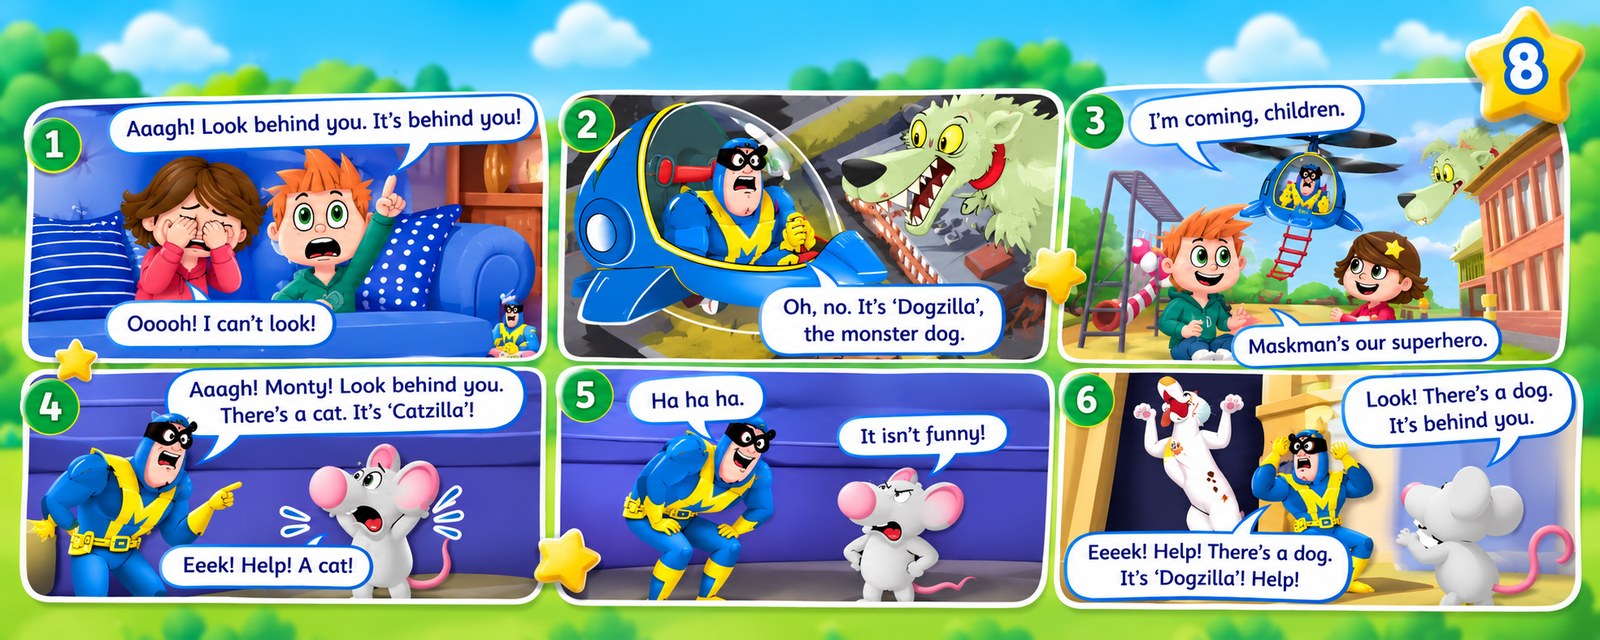 8
1
Aaagh! Look behind you. It's behind you!
Ooooh! I can't look!
2
Oh, no. It's 'Dogzilla',
the monster dog.
3
I'm coming, children.
Maskman's our superhero.
4
Aaagh! Monty! Look behind you.
There's a cat. It's 'Catzilla'!
Eeek! Help! A cat!
5
Ha ha ha.
It isn't funny!
6
Look! There's a dog.
It's behind you.
Eeeek! Help! There's a dog.
It's 'Dogzilla'! Help!